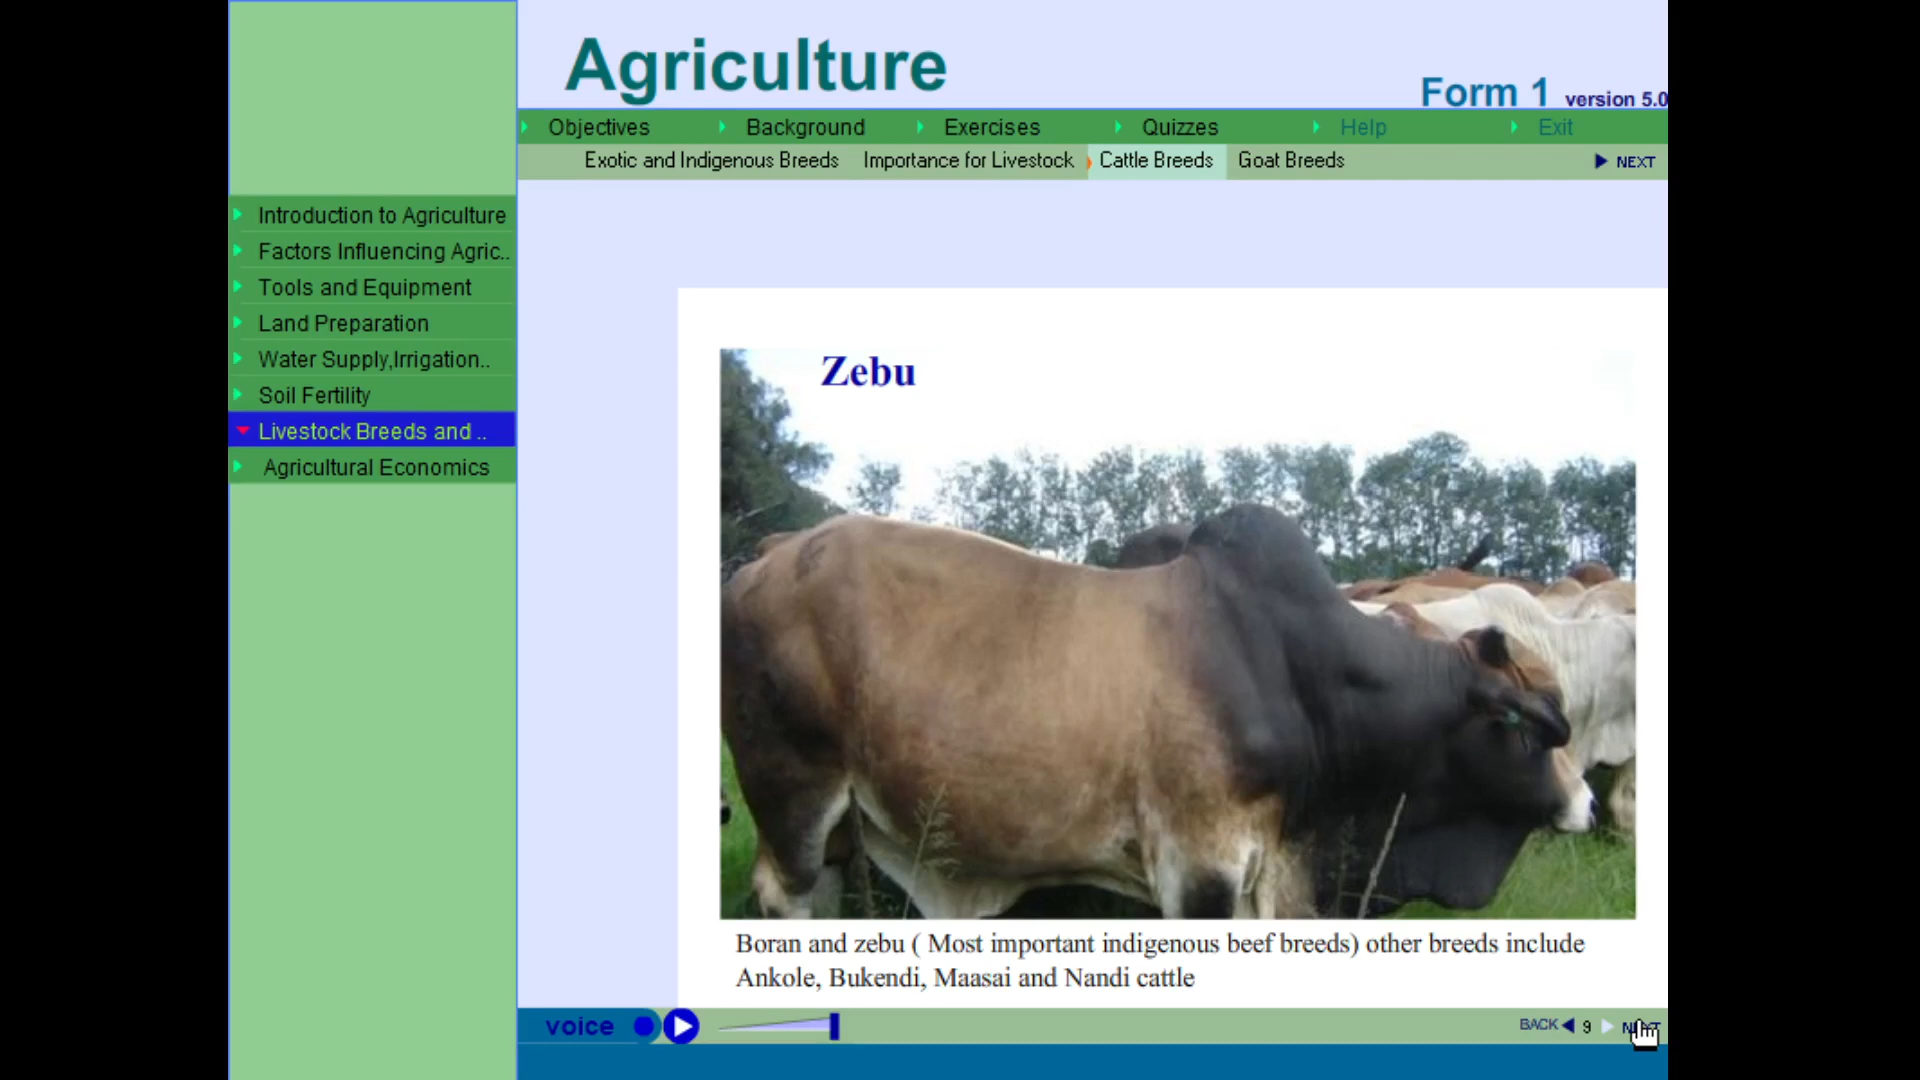 Agriculture
Form 1 version 5.0
Objectives Background Exercises Quizzes Help Exit
Exotic and Indigenous Breeds Importance for Livestock Cattle Breeds Goat Breeds NEXT
Introduction to Agriculture
Factors Influencing Agric..
Tools and Equipment
Land Preparation
Water Supply,Irrigation..
Soil Fertility
Livestock Breeds and ..
Agricultural Economics
Zebu
Boran and zebu ( Most important indigenous beef breeds) other breeds include
Ankole, Bukendi, Maasai and Nandi cattle
voice
BACK 9 NEXT